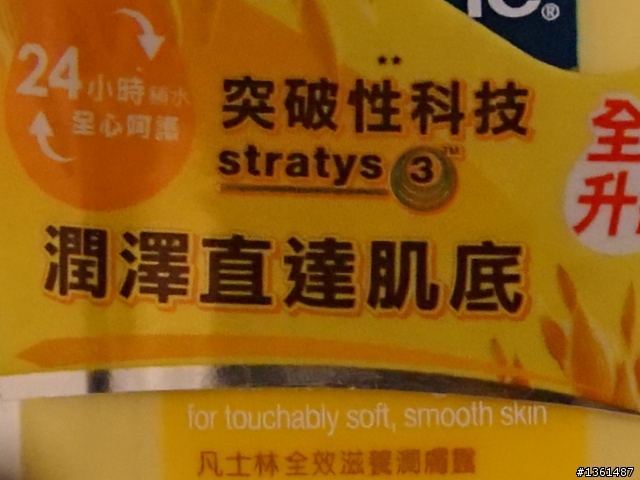 24小時補水
全心呵護
**
突破性科技
stratys 3™
潤澤直達肌底
全
升
for touchably soft, smooth skin
凡士林全效滋養潤膚露
#1361487